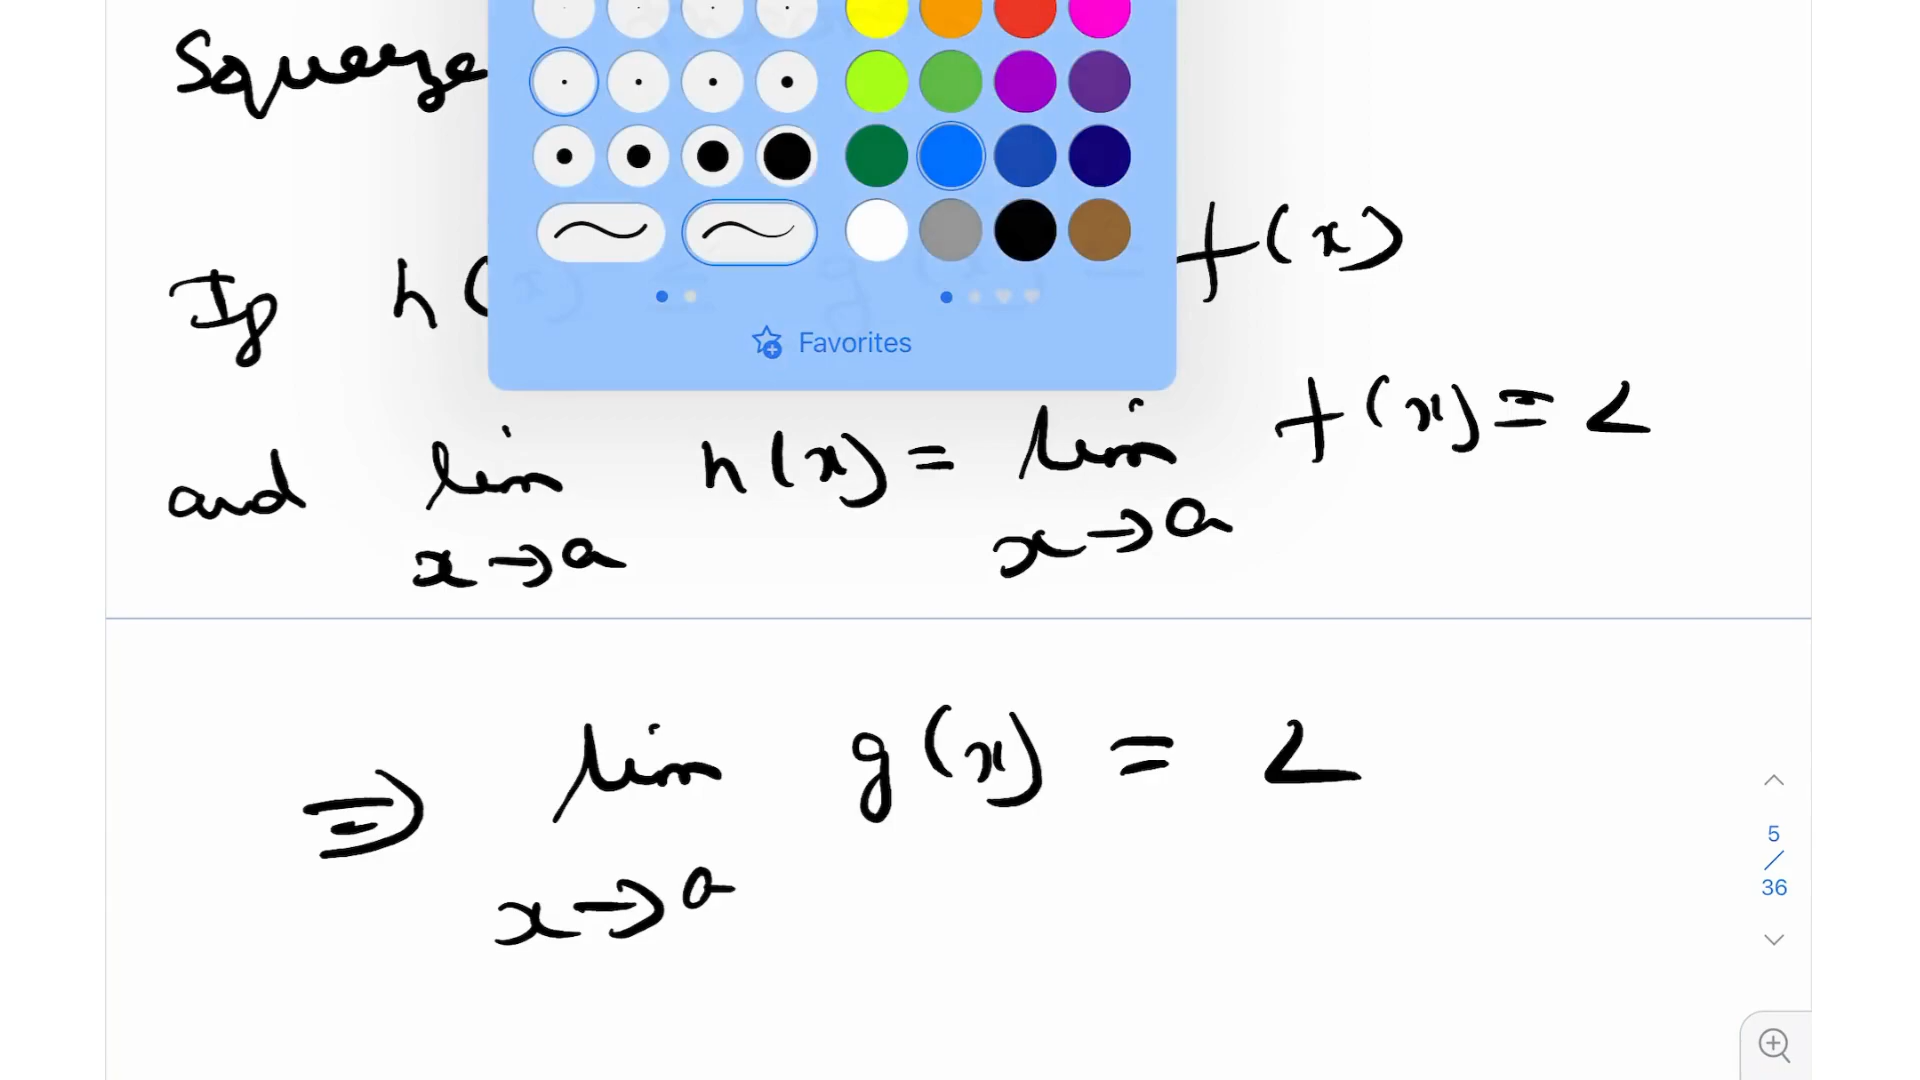 Squeeze
If h(x) ≤ g(x) ≤ f(x)
Favorites
and lim h(x) = lim f(x) = L
x→a x→a
⇒ lim g(x) = L
x→a
5
/
36